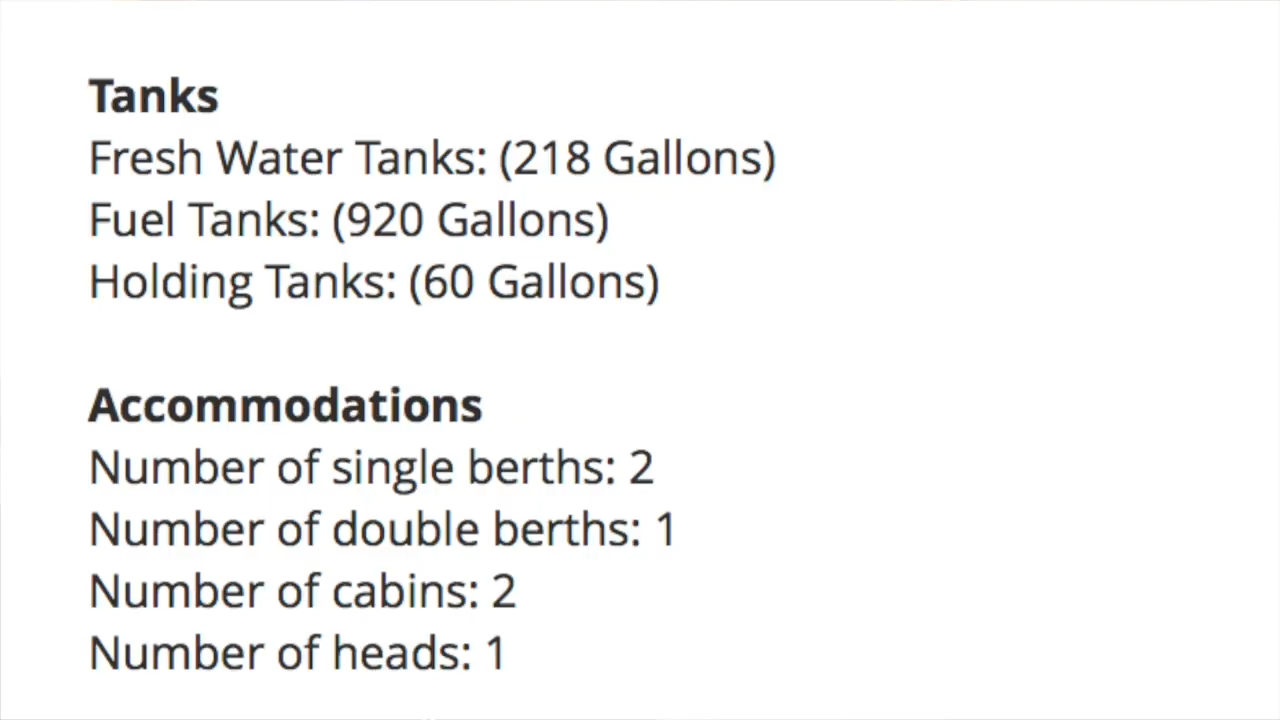 Tanks
Fresh Water Tanks: (218 Gallons)
Fuel Tanks: (920 Gallons)
Holding Tanks: (60 Gallons)
Accommodations
Number of single berths: 2
Number of double berths: 1
Number of cabins: 2
Number of heads: 1